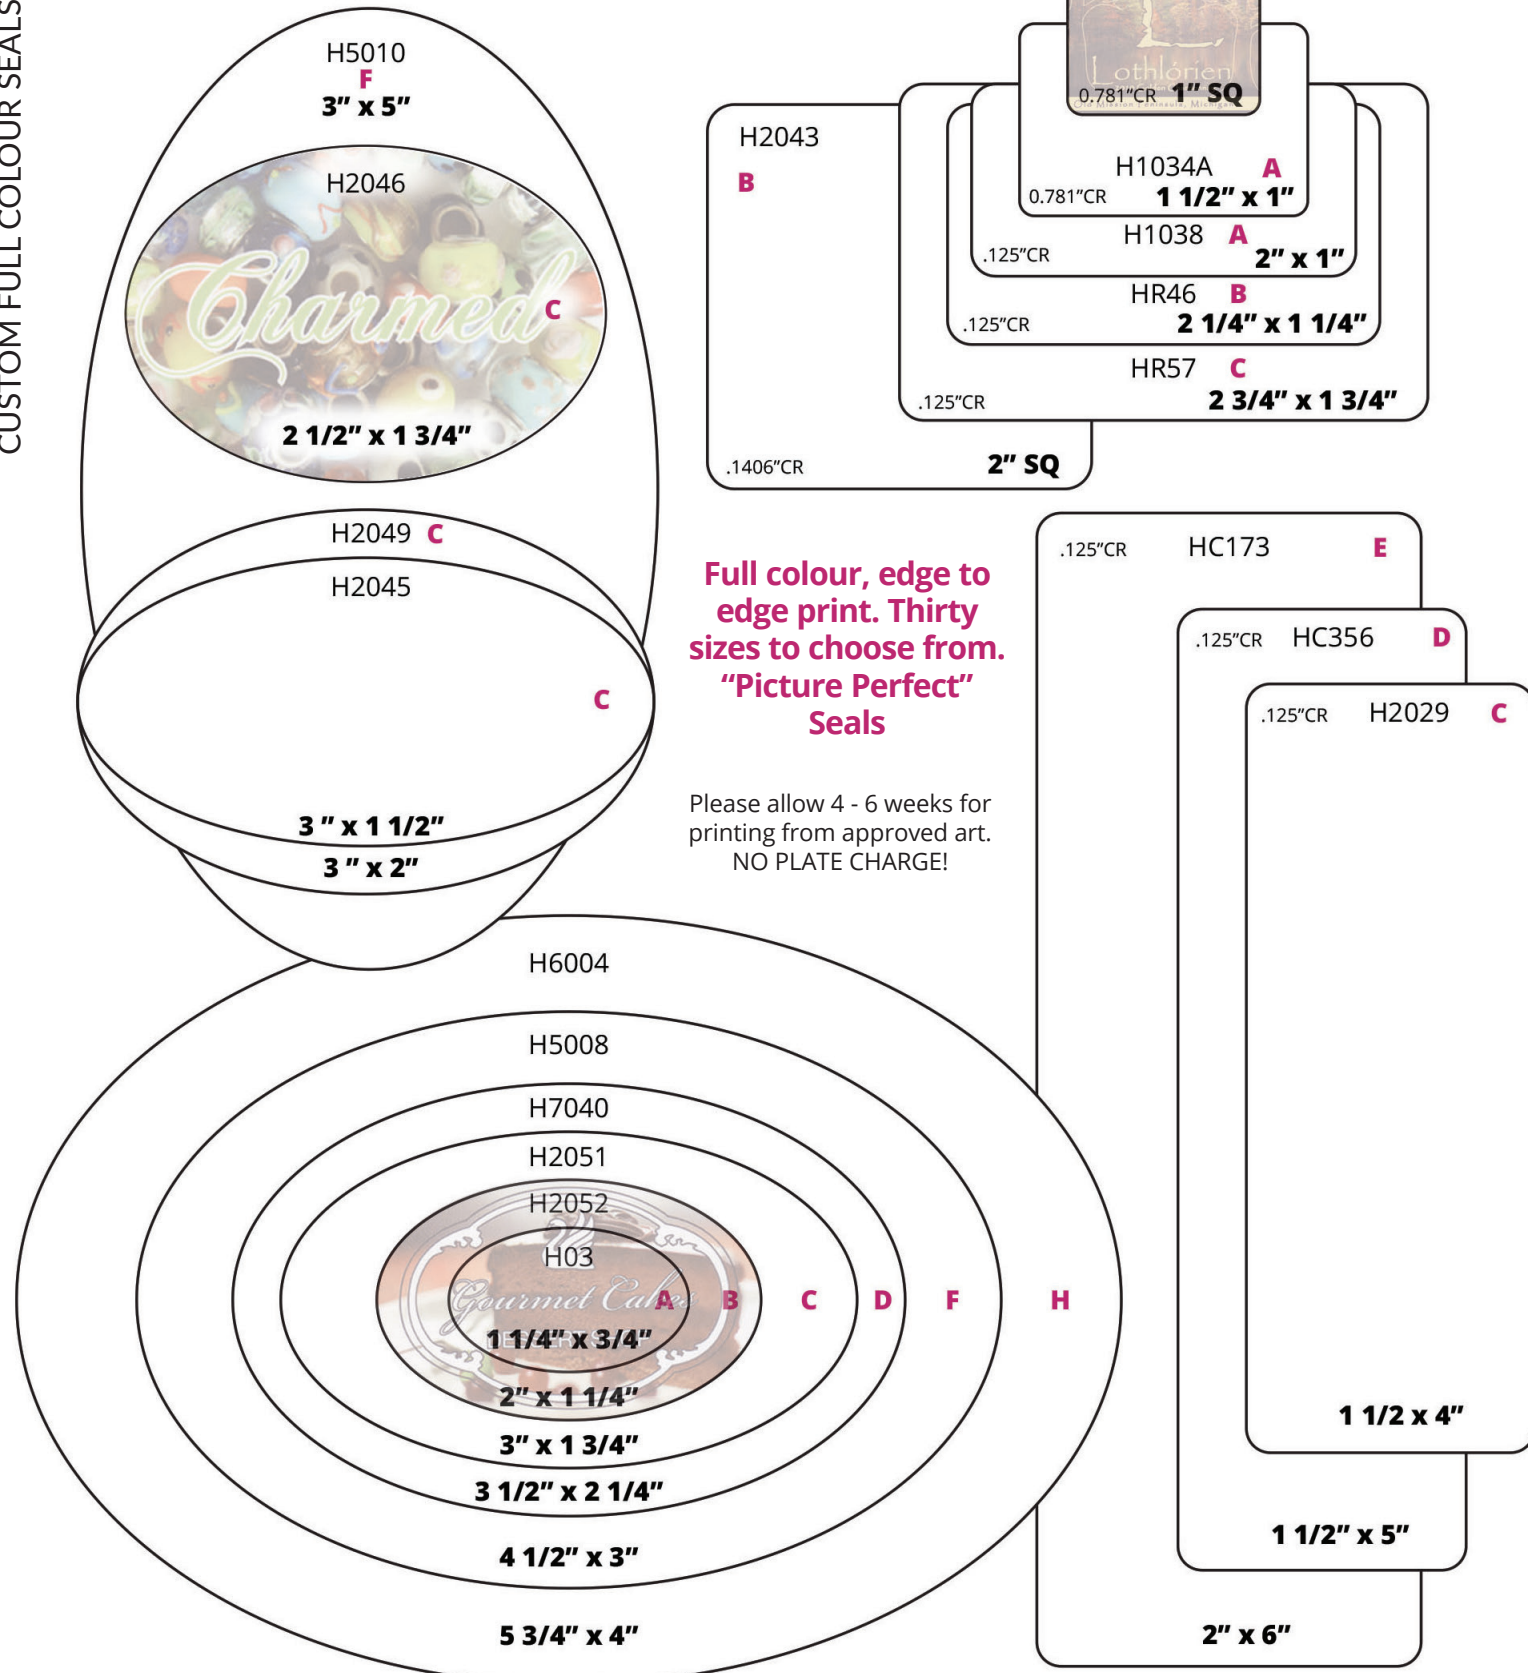 CUSTOM FULL COLOUR SEALS
H5010
F
3” x 5”
H2046
Charmed
C
2 1/2” x 1 3/4”
H2049 C
H2045
C
3 ” x 1 1/2”
3 ” x 2”
Lothlórien
0.781”CR 1” SQ
H1034A A
0.781”CR 1 1/2” x 1”
H1038 A
.125”CR 2” x 1”
HR46 B
.125”CR 2 1/4” x 1 1/4”
HR57 C
.125”CR 2 3/4” x 1 3/4”
H2043
B
.1406”CR 2” SQ
Full colour, edge to
edge print. Thirty
sizes to choose from.
“Picture Perfect”
Seals
Please allow 4 - 6 weeks for
printing from approved art.
NO PLATE CHARGE!
.125”CR HC173 E
.125”CR HC356 D
.125”CR H2029 C
1 1/2 x 4”
1 1/2” x 5”
2” x 6”
H6004
H5008
H7040
H2051
H2052
H03
Gourmet Cakes
A B C D F H
DESSERT SHOP
1 1/4” x 3/4”
2” x 1 1/4”
3” x 1 3/4”
3 1/2” x 2 1/4”
4 1/2” x 3”
5 3/4” x 4”